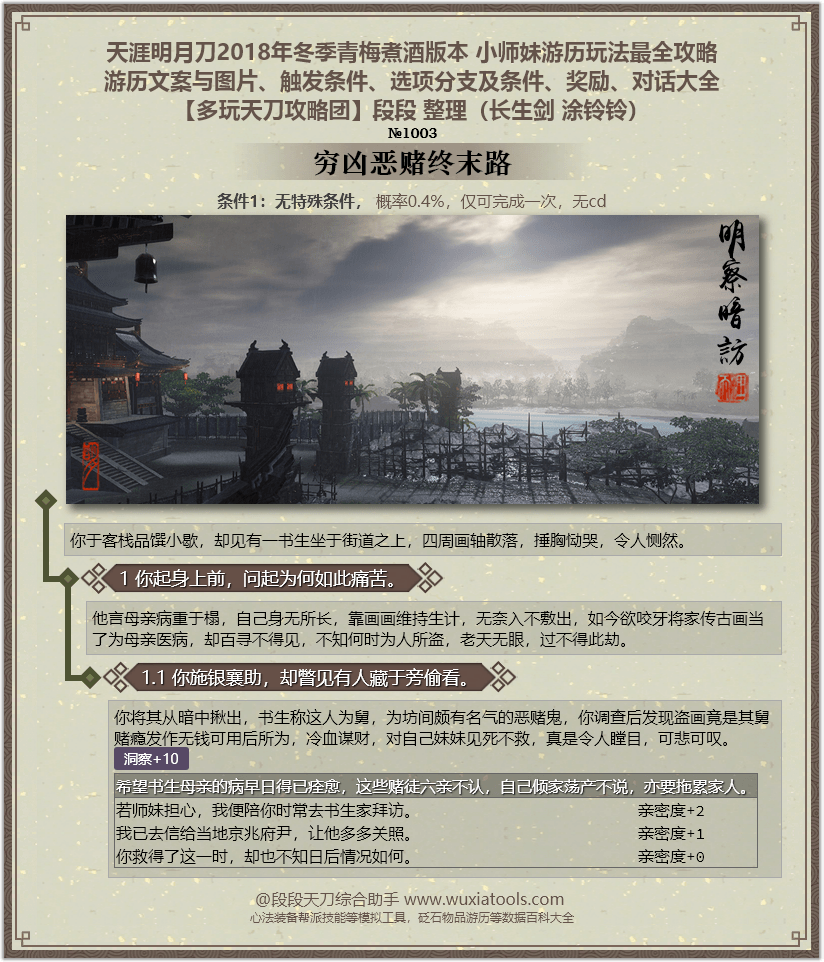 天涯明月刀2018年冬季青梅煮酒版本 小师妹游历玩法最全攻略
游历文案与图片、触发条件、选项分支及条件、奖励、对话大全
【多玩天刀攻略团】段段 整理（长生剑 涂铃铃）
№1003
穷凶恶赌终末路
条件1：无特殊条件， 概率0.4%，仅可完成一次，无cd
明察暗訪
你于客栈品馔小歇，却见有一书生坐于街道之上，四周画轴散落，捶胸恸哭，令人恻然。
1 你起身上前，问起为何如此痛苦。
他言母亲病重于榻，自己身无所长，靠画画维持生计，无奈入不敷出，如今欲咬牙将家传古画当
了为母亲医病，却百寻不得见，不知何时为人所盗，老天无眼，过不得此劫。
1.1 你施银襄助，却瞥见有人藏于旁偷看。
你将其从暗中揪出，书生称这人为舅，为坊间颇有名气的恶赌鬼，你调查后发现盗画竟是其舅
赌瘾发作无钱可用后所为，冷血谋财，对自己妹妹见死不救，真是令人瞠目，可悲可叹。
洞察+10
希望书生母亲的病早日得已痊愈，这些赌徒六亲不认，自己倾家荡产不说，亦要拖累家人。
若师妹担心，我便陪你时常去书生家拜访。 亲密度+2
我已去信给当地京兆府尹，让他多多关照。 亲密度+1
你救得了这一时，却也不知日后情况如何。 亲密度+0
@段段天刀综合助手 www.wuxiatools.com
心法装备帮派技能等模拟工具，砭石物品游历等数据百科大全